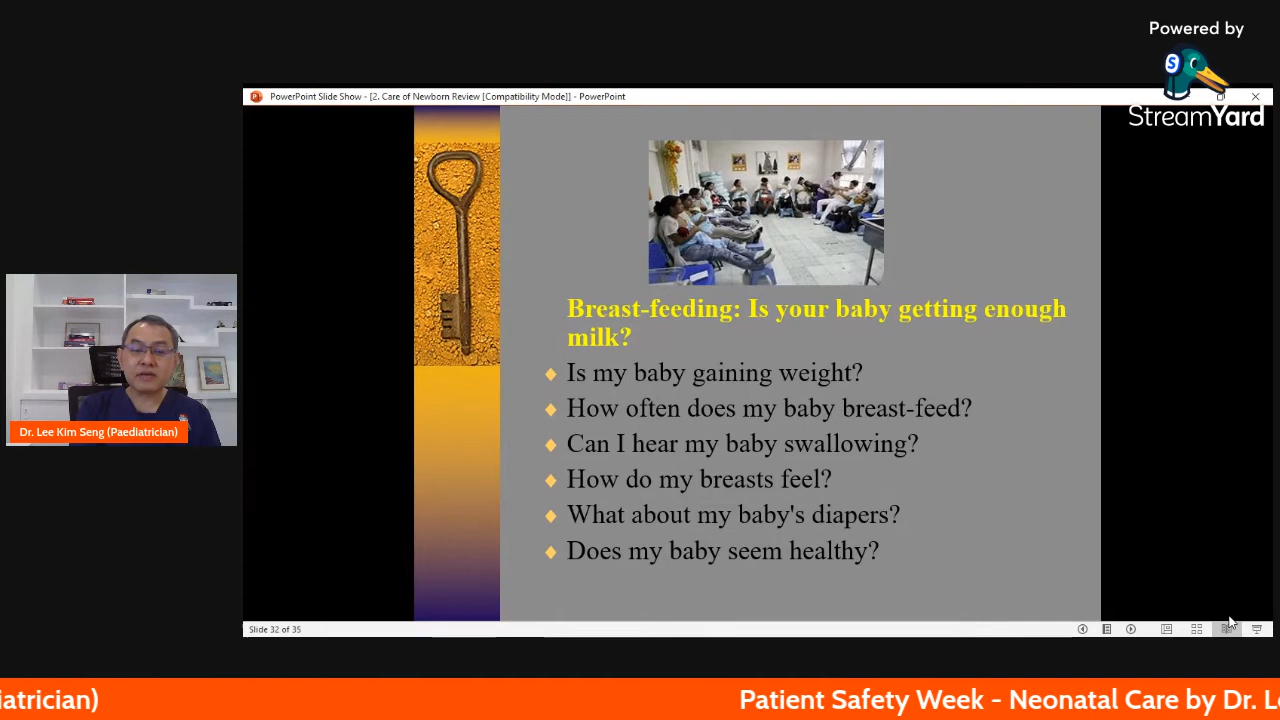 Powered by
S
StreamYard
PowerPoint Slide Show - [2. Care of Newborn Review [Compatibility Mode]] - PowerPoint
Breast-feeding: Is your baby getting enough
milk?
Is my baby gaining weight?
How often does my baby breast-feed?
Can I hear my baby swallowing?
How do my breasts feel?
What about my baby's diapers?
Does my baby seem healthy?
Dr. Lee Kim Seng (Paediatrician)
Slide 32 of 35
iatrician)
Patient Safety Week - Neonatal Care by Dr. Le